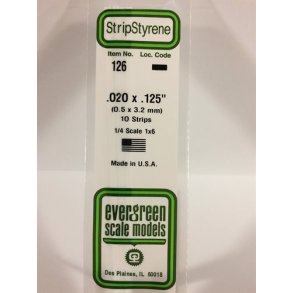 StripStyrene
Item No. Loc. Code
126
.020 x .125"
(0.5 x 3.2 mm)
10 Strips
1/4 Scale 1x6
Made in U.S.A.
evergreen
scale models
Des Plaines, IL 60018